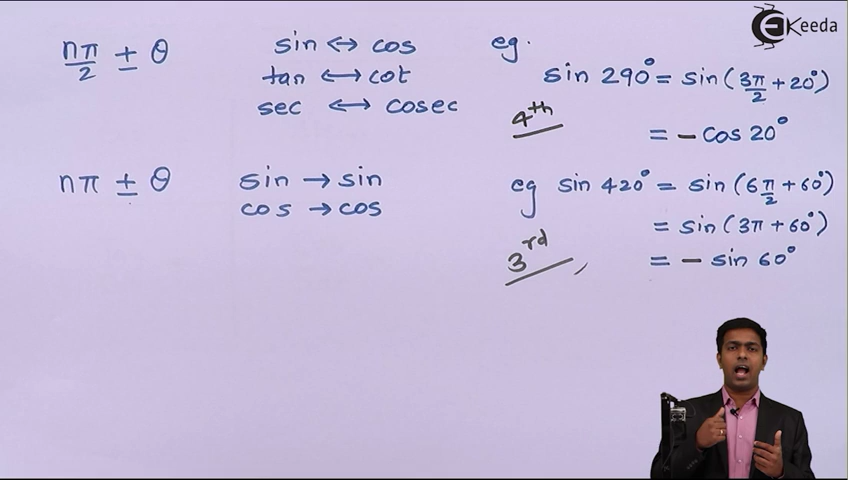 EKeeda
nπ/2 ± θ
sin ↔ cos
tan ↔ cot
sec ↔ cosec
nπ ± θ
sin → sin
cos → cos
eg.
sin 290° = sin(3π/2 + 20°)
4th
= - cos 20°
eg sin 420° = sin(6π/2 + 60°)
= sin(3π + 60°)
3rd
= - sin 60°